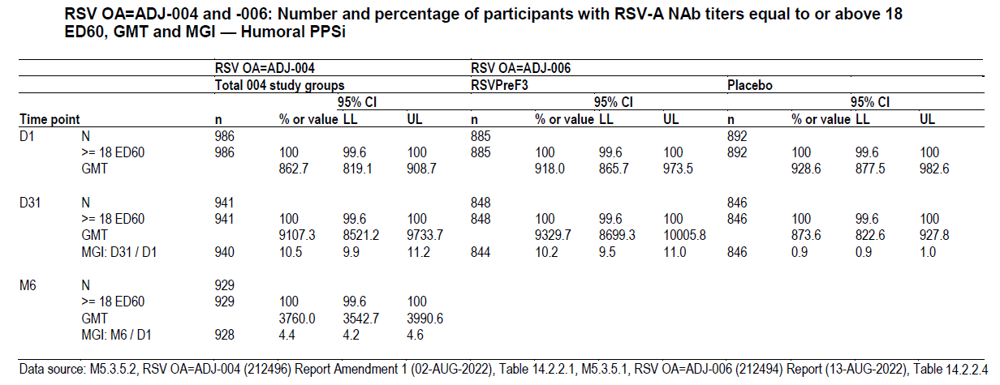 RSV OA=ADJ-004 and -006: Number and percentage of participants with RSV-A NAb titers equal to or above 18
ED60, GMT and MGI — Humoral PPSi
RSV OA=ADJ-004 RSV OA=ADJ-006
Total 004 study groups RSVPreF3 Placebo
95% CI 95% CI 95% CI
Time point n % or value LL UL n % or value LL UL n % or value LL UL
D1 N 986 885 892
>= 18 ED60 986 100 99.6 100 885 100 99.6 100 892 100 99.6 100
GMT 862.7 819.1 908.7 918.0 865.7 973.5 928.6 877.5 982.6
D31 N 941 848 846
>= 18 ED60 941 100 99.6 100 848 100 99.6 100 846 100 99.6 100
GMT 9107.3 8521.2 9733.7 9329.7 8699.3 10005.8 873.6 822.6 927.8
MGI: D31 / D1 940 10.5 9.9 11.2 844 10.2 9.5 11.0 846 0.9 0.9 1.0
M6 N 929
>= 18 ED60 929 100 99.6 100
GMT 3760.0 3542.7 3990.6
MGI: M6 / D1 928 4.4 4.2 4.6
Data source: M5.3.5.2, RSV OA=ADJ-004 (212496) Report Amendment 1 (02-AUG-2022), Table 14.2.2.1, M5.3.5.1, RSV OA=ADJ-006 (212494) Report (13-AUG-2022), Table 14.2.2.4